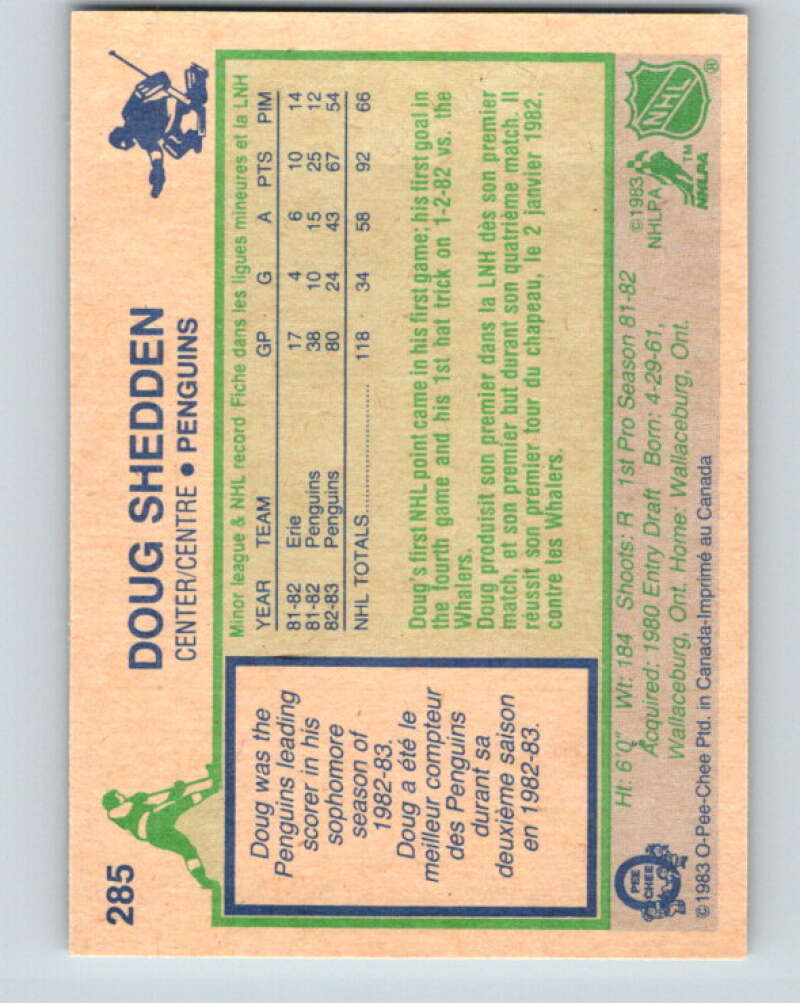 285
DOUG SHEDDEN
CENTER/CENTRE • PENGUINS
Doug was the
Penguins leading
scorer in his
sophomore
season of
1982-83.
Doug a été le
meilleur compteur
des Penguins
durant sa
deuxième saison
en 1982-83.
Minor league & NHL record Fiche dans les ligues mineures et la LNH
YEAR TEAM GP G A PTS PIM
81-82 Erie 17 4 6 10 14
81-82 Penguins 38 10 15 25 12
82-83 Penguins 80 24 43 67 54
NHL TOTALS 118 34 58 92 66
Doug's first NHL point came in his first game; his first goal in
the fourth game and his 1st hat trick on 1-2-82 vs. the
Whalers.
Doug produisit son premier dans la LNH dès son premier
match, et son premier but durant son quatrième match. Il
réussit son premier tour du chapeau, le 2 janvier 1982,
contre les Whalers.
Ht: 6'0" Wt: 184 Shoots: R 1st Pro Season 81-82
Acquired: 1980 Entry Draft Born: 4-29-61,
Wallaceburg, Ont. Home: Wallaceburg, Ont.
©1983 O-Pee-Chee Ptd. in Canada-Imprimé au Canada
O
PEE
CHEE
©1983
NHLPA
NHLPA
TM
NHL
®